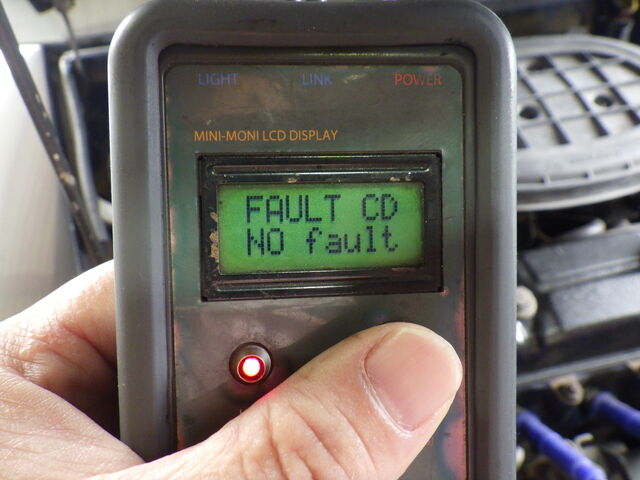 LIGHT LINK POWER
MINI-MONI LCD DISPLAY
FAULT CD
NO fault